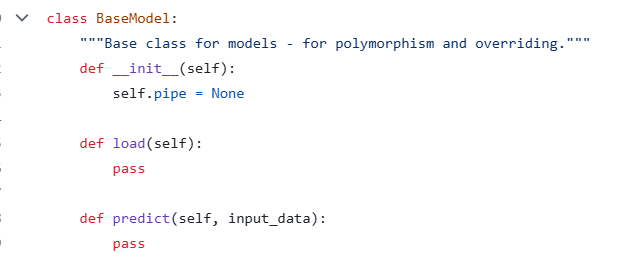 class BaseModel:
    """Base class for models - for polymorphism and overriding."""
    def __init__(self):
        self.pipe = None

    def load(self):
        pass

    def predict(self, input_data):
        pass